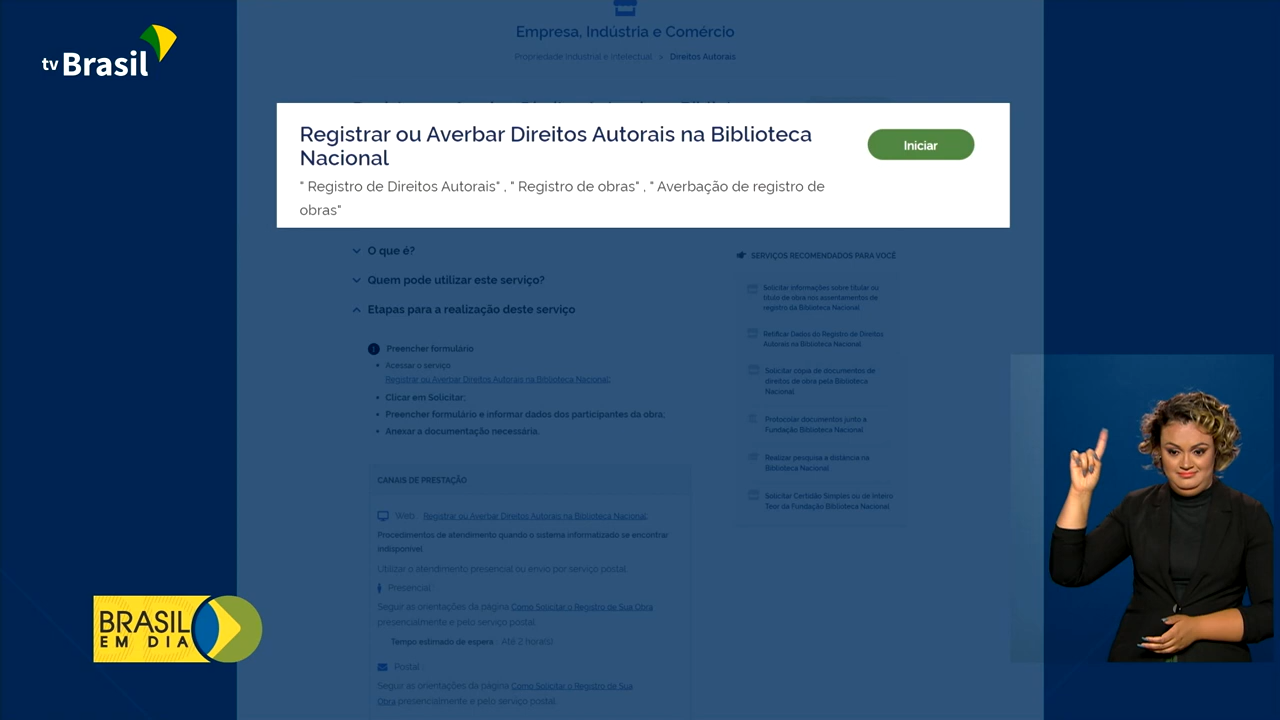 tv Brasil
Empresa, Indústria e Comércio
Propriedade Industrial e Intelectual > Direitos Autorais
Registrar ou Averbar Direitos Autorais na Biblioteca
Nacional
Iniciar
" Registro de Direitos Autorais" , " Registro de obras" , " Averbação de registro de
obras"
O que é?
Quem pode utilizar este serviço?
Etapas para a realização deste serviço
Preencher formulário
Acessar o serviço
Registrar ou Averbar Direitos Autorais na Biblioteca Nacional;
Clicar em Solicitar;
Preencher formulário e informar dados dos participantes da obra;
Anexar a documentação necessária.
CANAIS DE PRESTAÇÃO
Web: Registrar ou Averbar Direitos Autorais na Biblioteca Nacional;
Procedimentos de atendimento quando o sistema informatizado se encontrar
indisponível
Utilizar o atendimento presencial ou envio por serviço postal.
Presencial:
Seguir as orientações da página Como Solicitar o Registro de Sua Obra
presencialmente e pelo serviço postal.
Tempo estimado de espera : Até 2 hora(s)
Postal:
Seguir as orientações da página Como Solicitar o Registro de Sua
Obra presencialmente e pelo serviço postal.
SERVIÇOS RECOMENDADOS PARA VOCÊ
Solicitar informações sobre titular ou
título de obra nos assentamentos de
registro da Biblioteca Nacional
Retificar Dados do Registro de Direitos
Autorais na Biblioteca Nacional
Solicitar cópia de documentos de
direitos de obra pela Biblioteca
Nacional
Protocolar documentos junto a
Fundação Biblioteca Nacional
Realizar pesquisa a distância na
Biblioteca Nacional
Solicitar Certidão Simples ou de Inteiro
Teor da Fundação Biblioteca Nacional
BRASIL
EM DIA